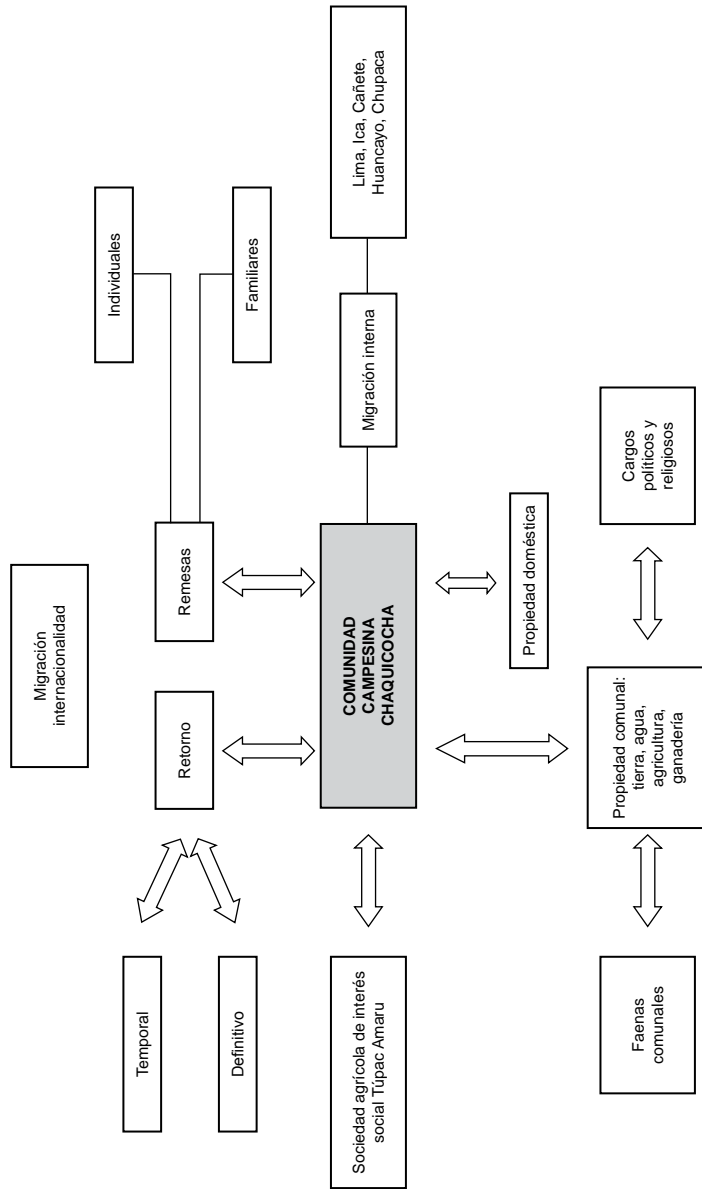 Migración
internacionalidad
Temporal
Definitivo
Retorno
Remesas
Individuales
Familiares
Sociedad agrícola de interés
social Túpac Amaru
COMUNIDAD
CAMPESINA
CHAQUICOCHA
Migración interna
Lima, Ica, Cañete,
Huancayo, Chupaca
Propiedad doméstica
Faenas
comunales
Propiedad comunal:
tierra, agua,
agricultura,
ganadería
Cargos
políticos y
religiosos